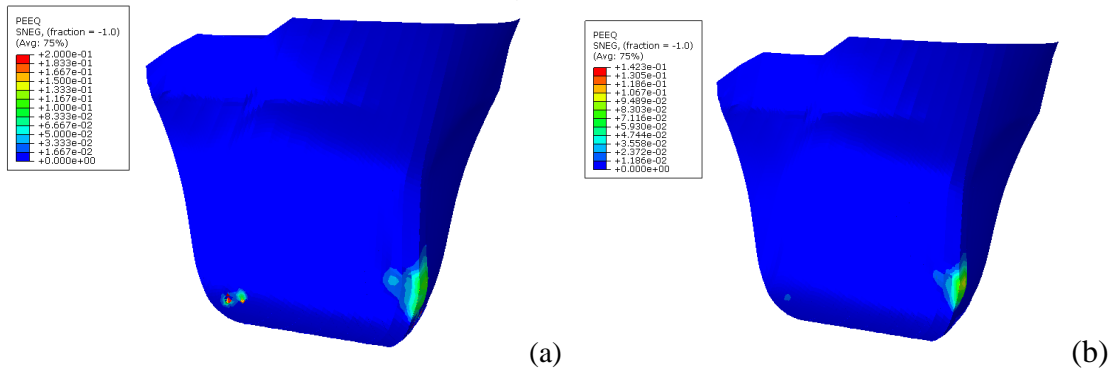 PEEQ
SNEG, (fraction = -1.0)
(Avg: 75%)
+2.000e-01
+1.833e-01
+1.667e-01
+1.500e-01
+1.333e-01
+1.167e-01
+1.000e-01
+8.333e-02
+6.667e-02
+5.000e-02
+3.333e-02
+1.667e-02
+0.000e+00
(a)
PEEQ
SNEG, (fraction = -1.0)
(Avg: 75%)
+1.423e-01
+1.305e-01
+1.186e-01
+1.067e-01
+9.489e-02
+8.303e-02
+7.116e-02
+5.930e-02
+4.744e-02
+3.558e-02
+2.372e-02
+1.186e-02
+0.000e+00
(b)